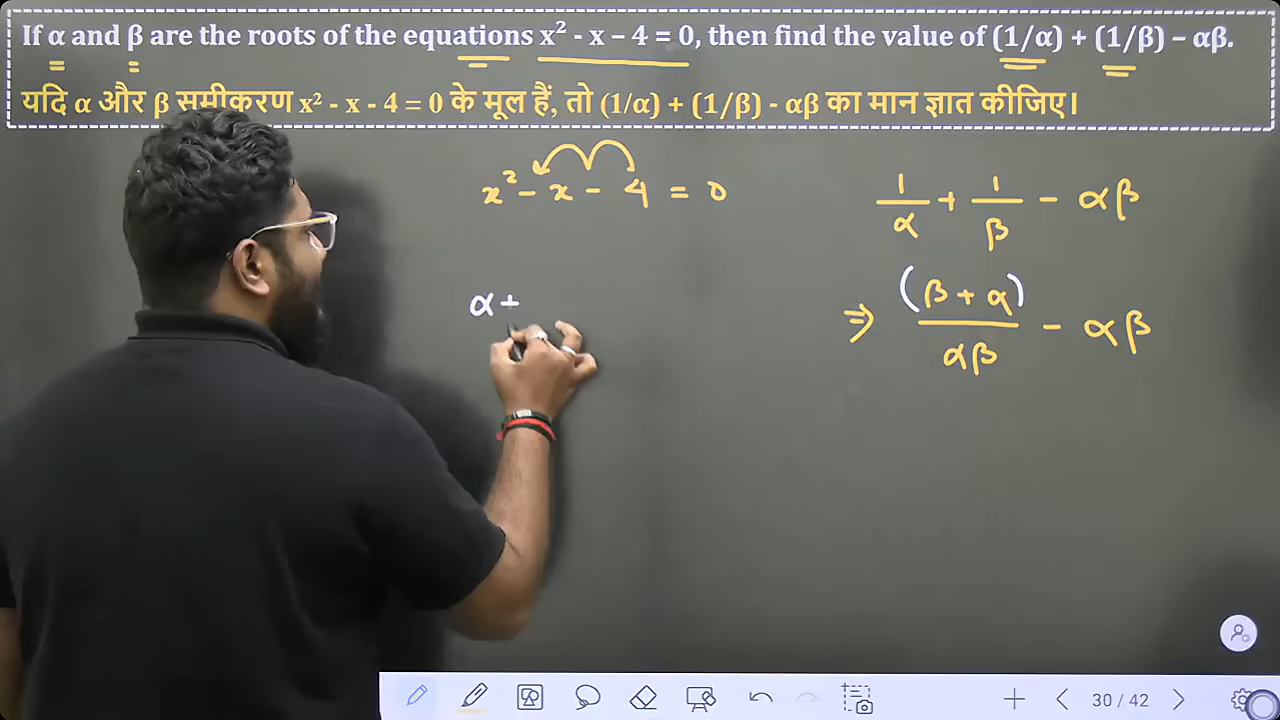 If α and β are the roots of the equations x² - x – 4 = 0, then find the value of (1/α) + (1/β) – αβ.
यदि α और β समीकरण x² - x - 4 = 0 के मूल हैं, तो (1/α) + (1/β) - αβ का मान ज्ञात कीजिए।
x² - x - 4 = 0
1/α + 1/β - αβ
α +
⇒ (β + α)/αβ - αβ
30 / 42